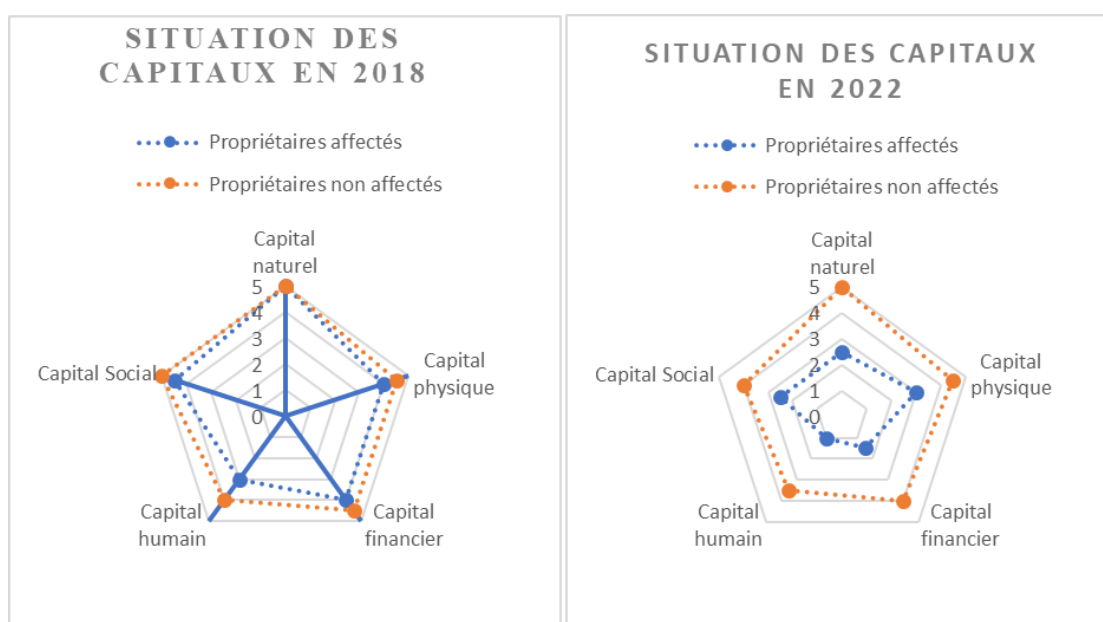 SITUATION DES
CAPITAUX EN 2018
Propriétaires affectés
Propriétaires non affectés
Capital
naturel
5
4
3
2
1
0
Capital
physique
Capital
financier
Capital
humain
Capital Social
SITUATION DES CAPITAUX
EN 2022
Propriétaires affectés
Propriétaires non affectés
Capital
naturel
5
4
3
2
1
0
Capital
physique
Capital
financier
Capital
humain
Capital Social